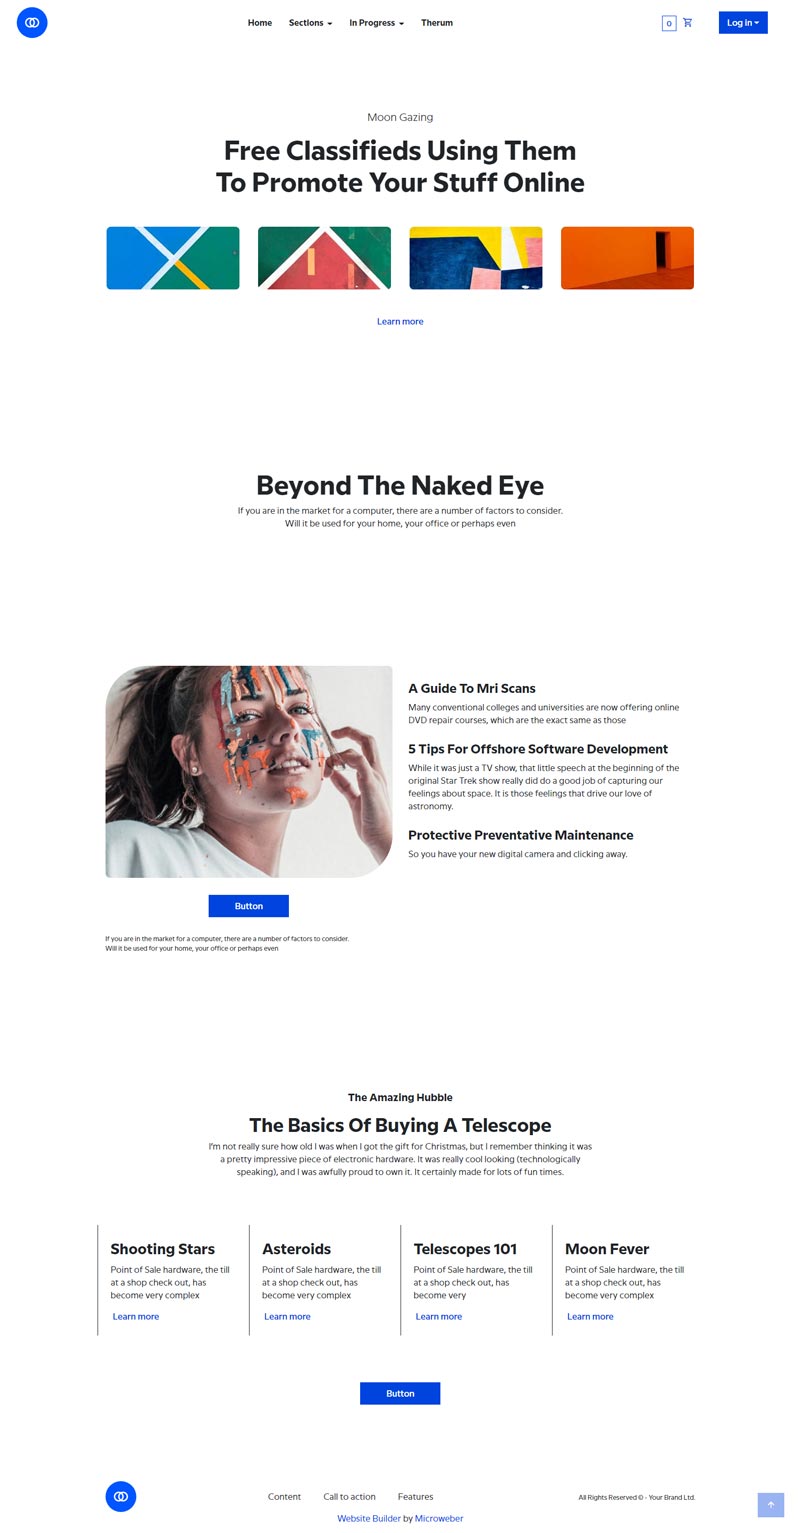 Home Sections In Progress Therum
0
Log in
Moon Gazing
Free Classifieds Using Them
To Promote Your Stuff Online
Learn more
Beyond The Naked Eye
If you are in the market for a computer, there are a number of factors to consider.
Will it be used for your home, your office or perhaps even
A Guide To Mri Scans
Many conventional colleges and universities are now offering online
DVD repair courses, which are the exact same as those
5 Tips For Offshore Software Development
While it was just a TV show, that little speech at the beginning of the
original Star Trek show really did do a good job of capturing our
feelings about space. It is those feelings that drive our love of
astronomy.
Protective Preventative Maintenance
So you have your new digital camera and clicking away.
Button
If you are in the market for a computer, there are a number of factors to consider.
Will it be used for your home, your office or perhaps even
The Amazing Hubble
The Basics Of Buying A Telescope
I'm not really sure how old I was when I got the gift for Christmas, but I remember thinking it was
a pretty impressive piece of electronic hardware. It was really cool looking (technologically
speaking), and I was awfully proud to own it. It certainly made for lots of fun times.
Shooting Stars
Point of Sale hardware, the till
at a shop check out, has
become very complex
Learn more
Asteroids
Point of Sale hardware, the till
at a shop check out, has
become very complex
Learn more
Telescopes 101
Point of Sale hardware, the till
at a shop check out, has
become very
Learn more
Moon Fever
Point of Sale hardware, the till
at a shop check out, has
become very complex
Learn more
Button
Content Call to action Features
All Rights Reserved © - Your Brand Ltd.
Website Builder by Microweber